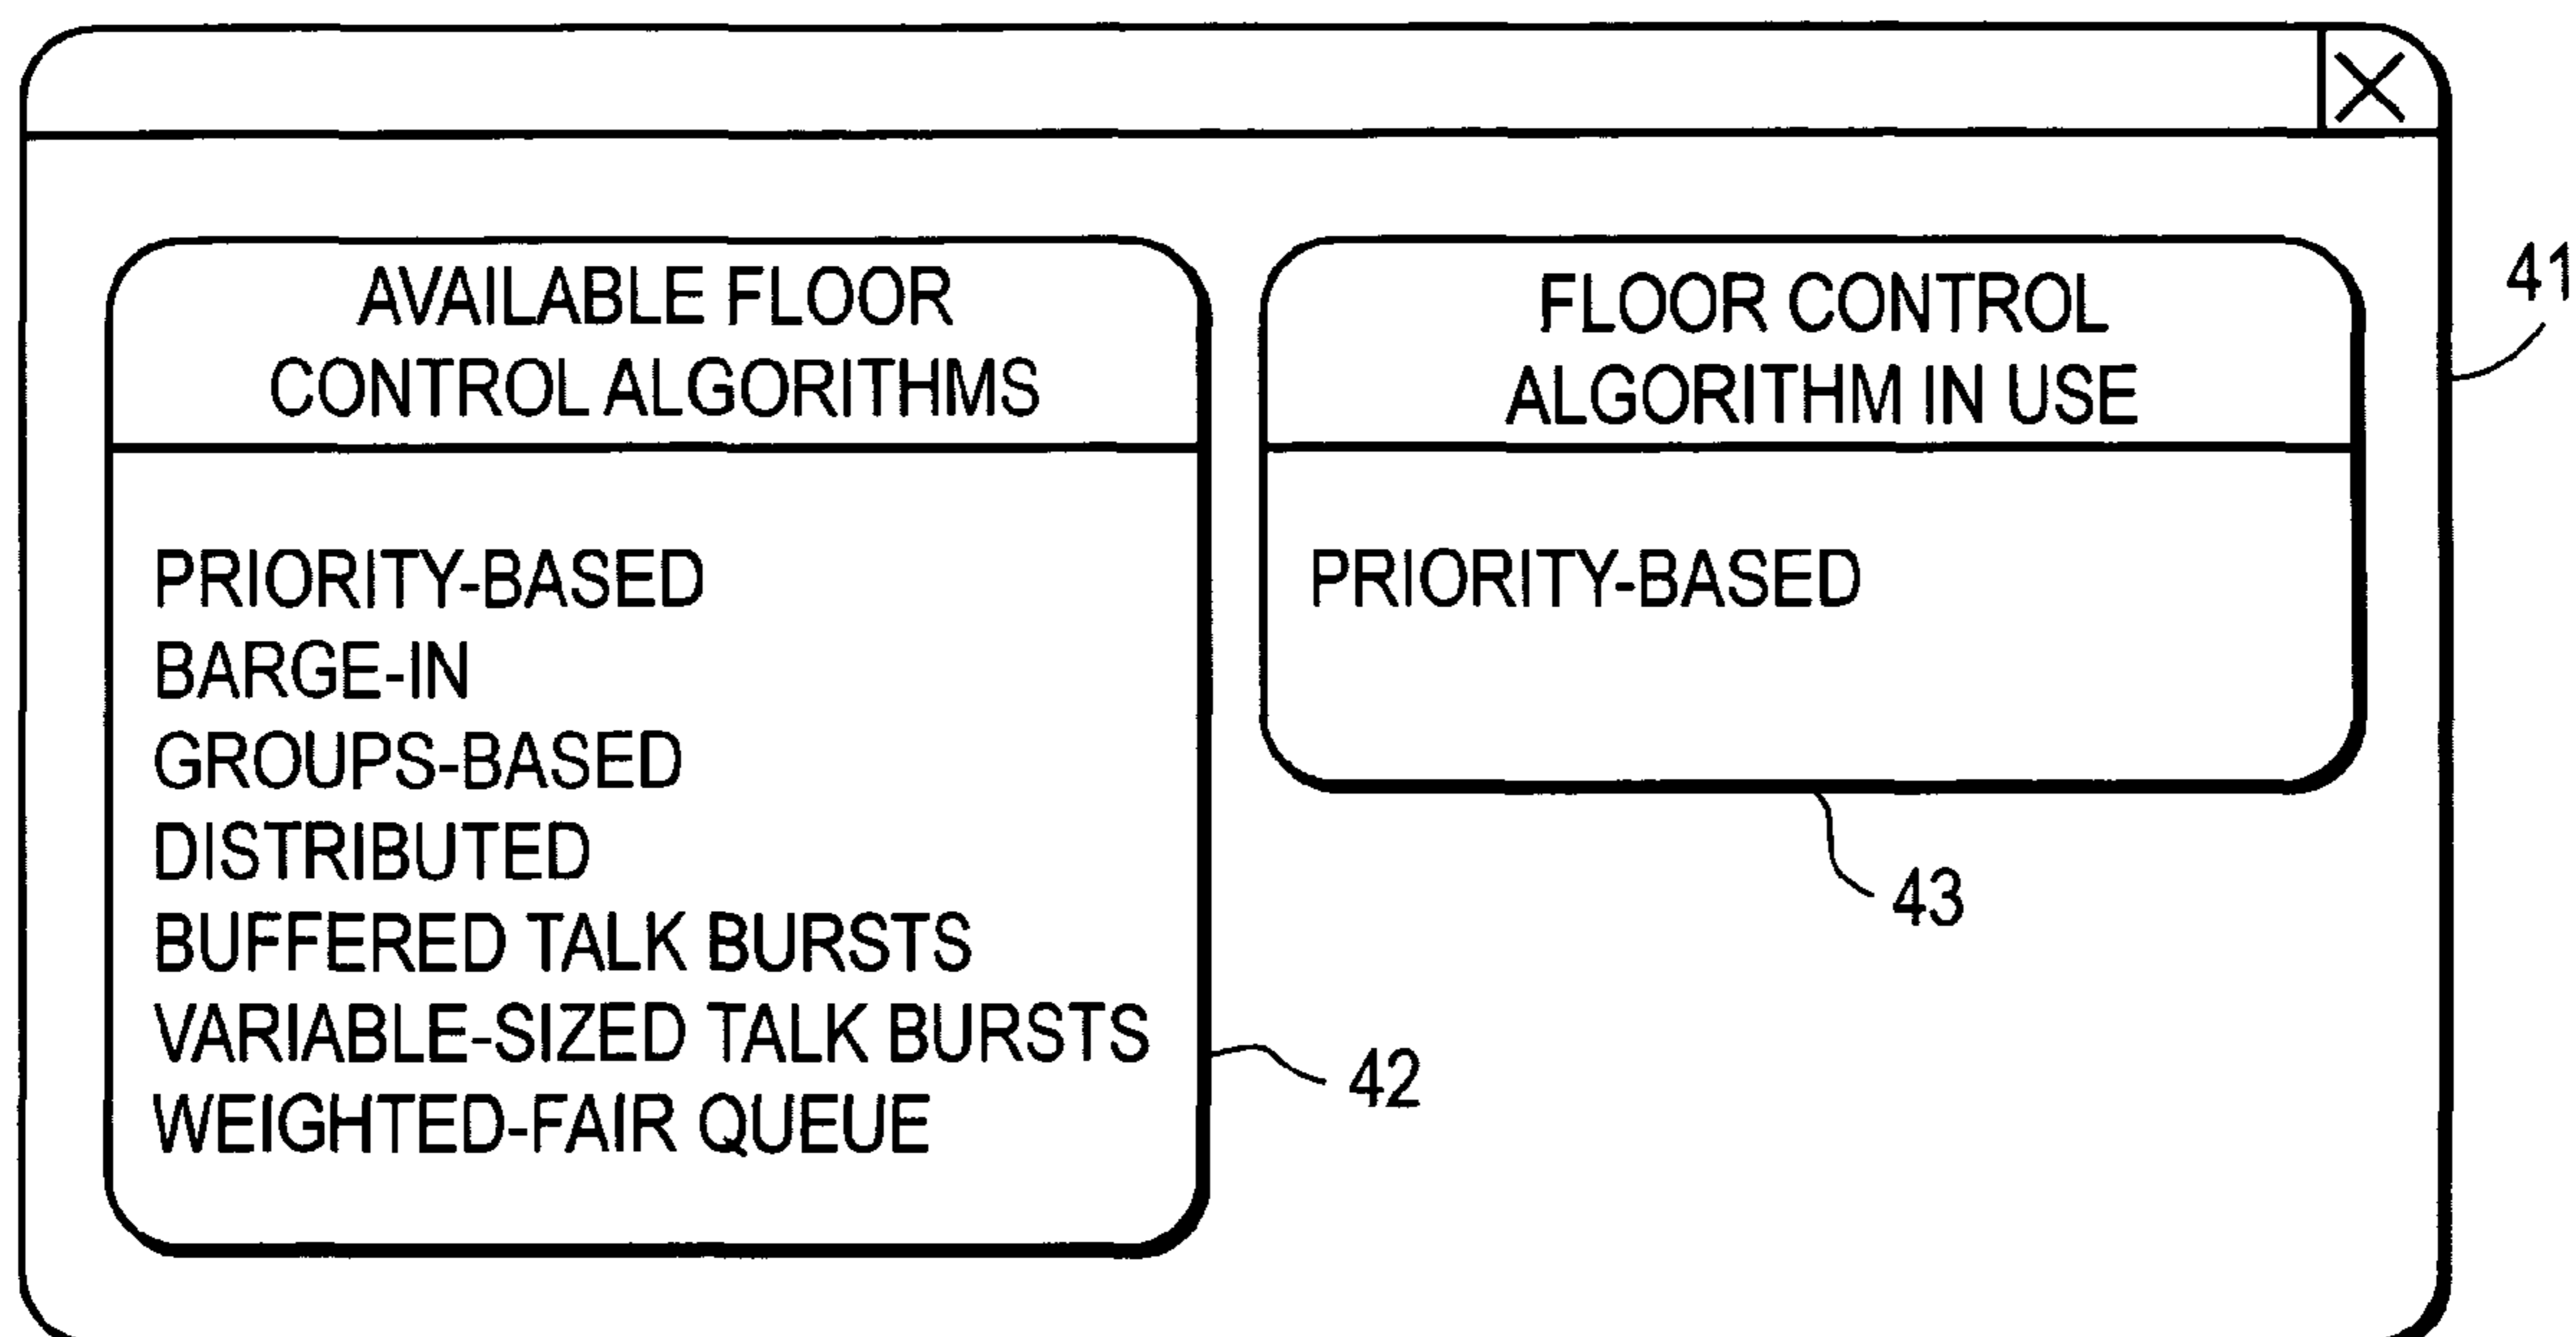 AVAILABLE FLOOR
CONTROL ALGORITHMS
PRIORITY-BASED
BARGE-IN
GROUPS-BASED
DISTRIBUTED
BUFFERED TALK BURSTS
VARIABLE-SIZED TALK BURSTS
WEIGHTED-FAIR QUEUE
42
FLOOR CONTROL
ALGORITHM IN USE
PRIORITY-BASED
43
41